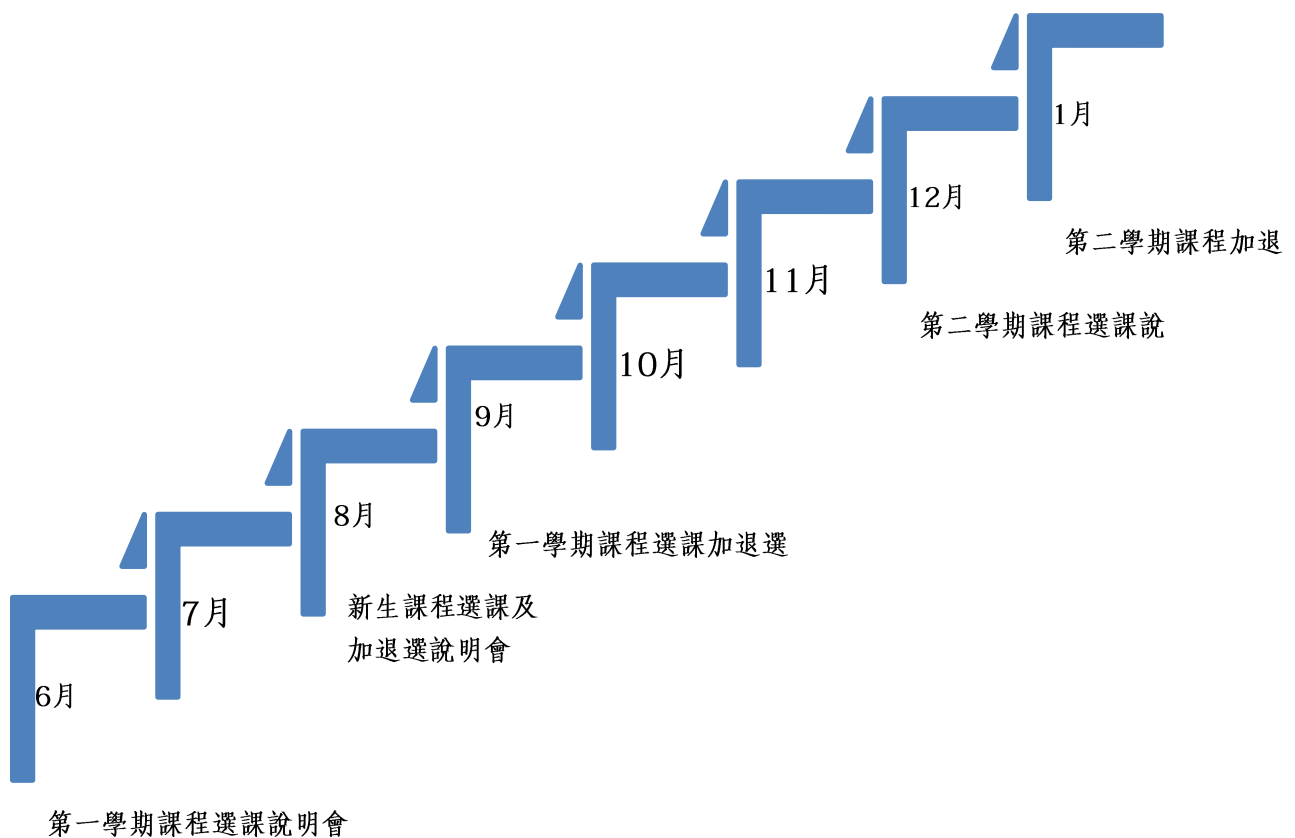 6月
第一學期課程選課說明會
7月
8月
新生課程選課及
加退選說明會
9月
第一學期課程選課加退選
10月
11月
12月
第二學期課程選課說
1月
第二學期課程加退